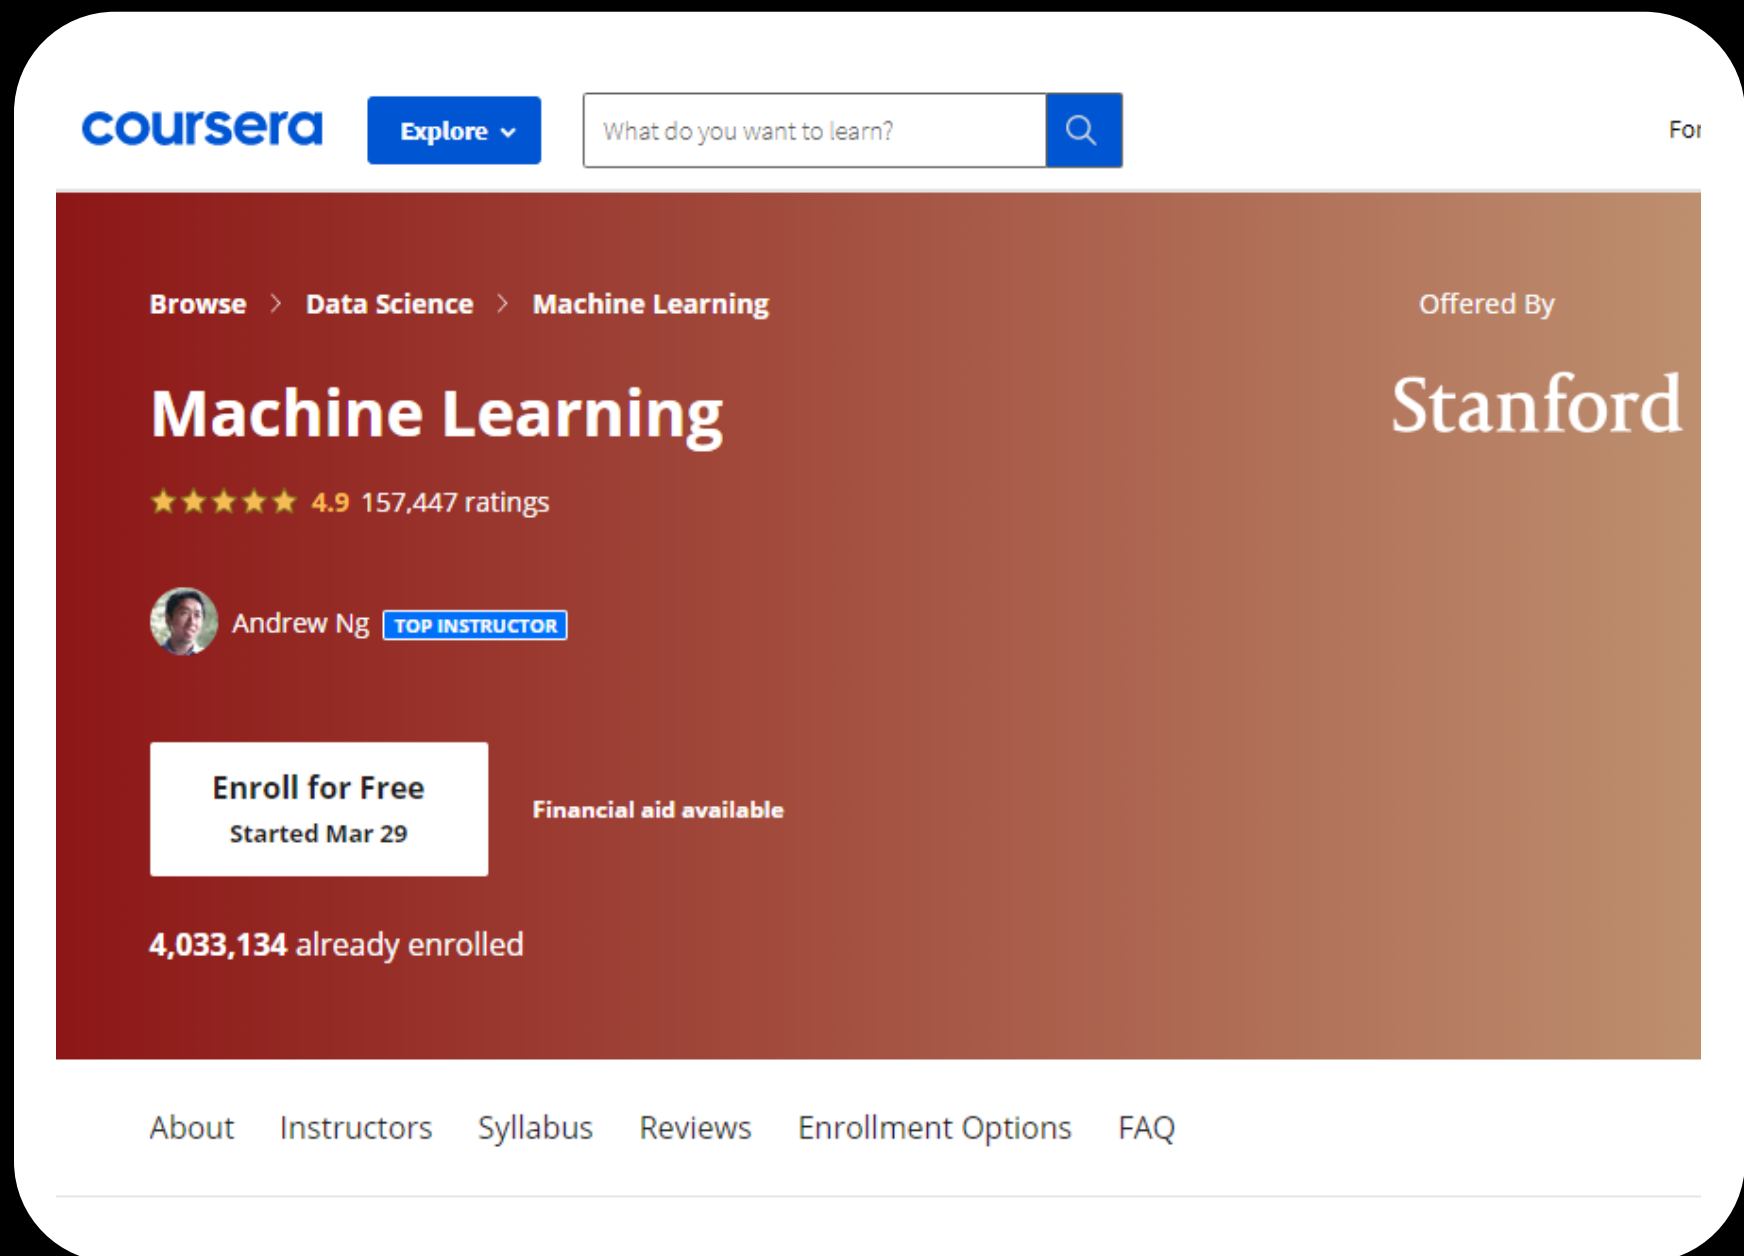 coursera
Explore
What do you want to learn?
For
Browse > Data Science > Machine Learning
Offered By
Machine Learning
Stanford
4.9 157,447 ratings
Andrew Ng TOP INSTRUCTOR
Enroll for Free
Started Mar 29
Financial aid available
4,033,134 already enrolled
About Instructors Syllabus Reviews Enrollment Options FAQ